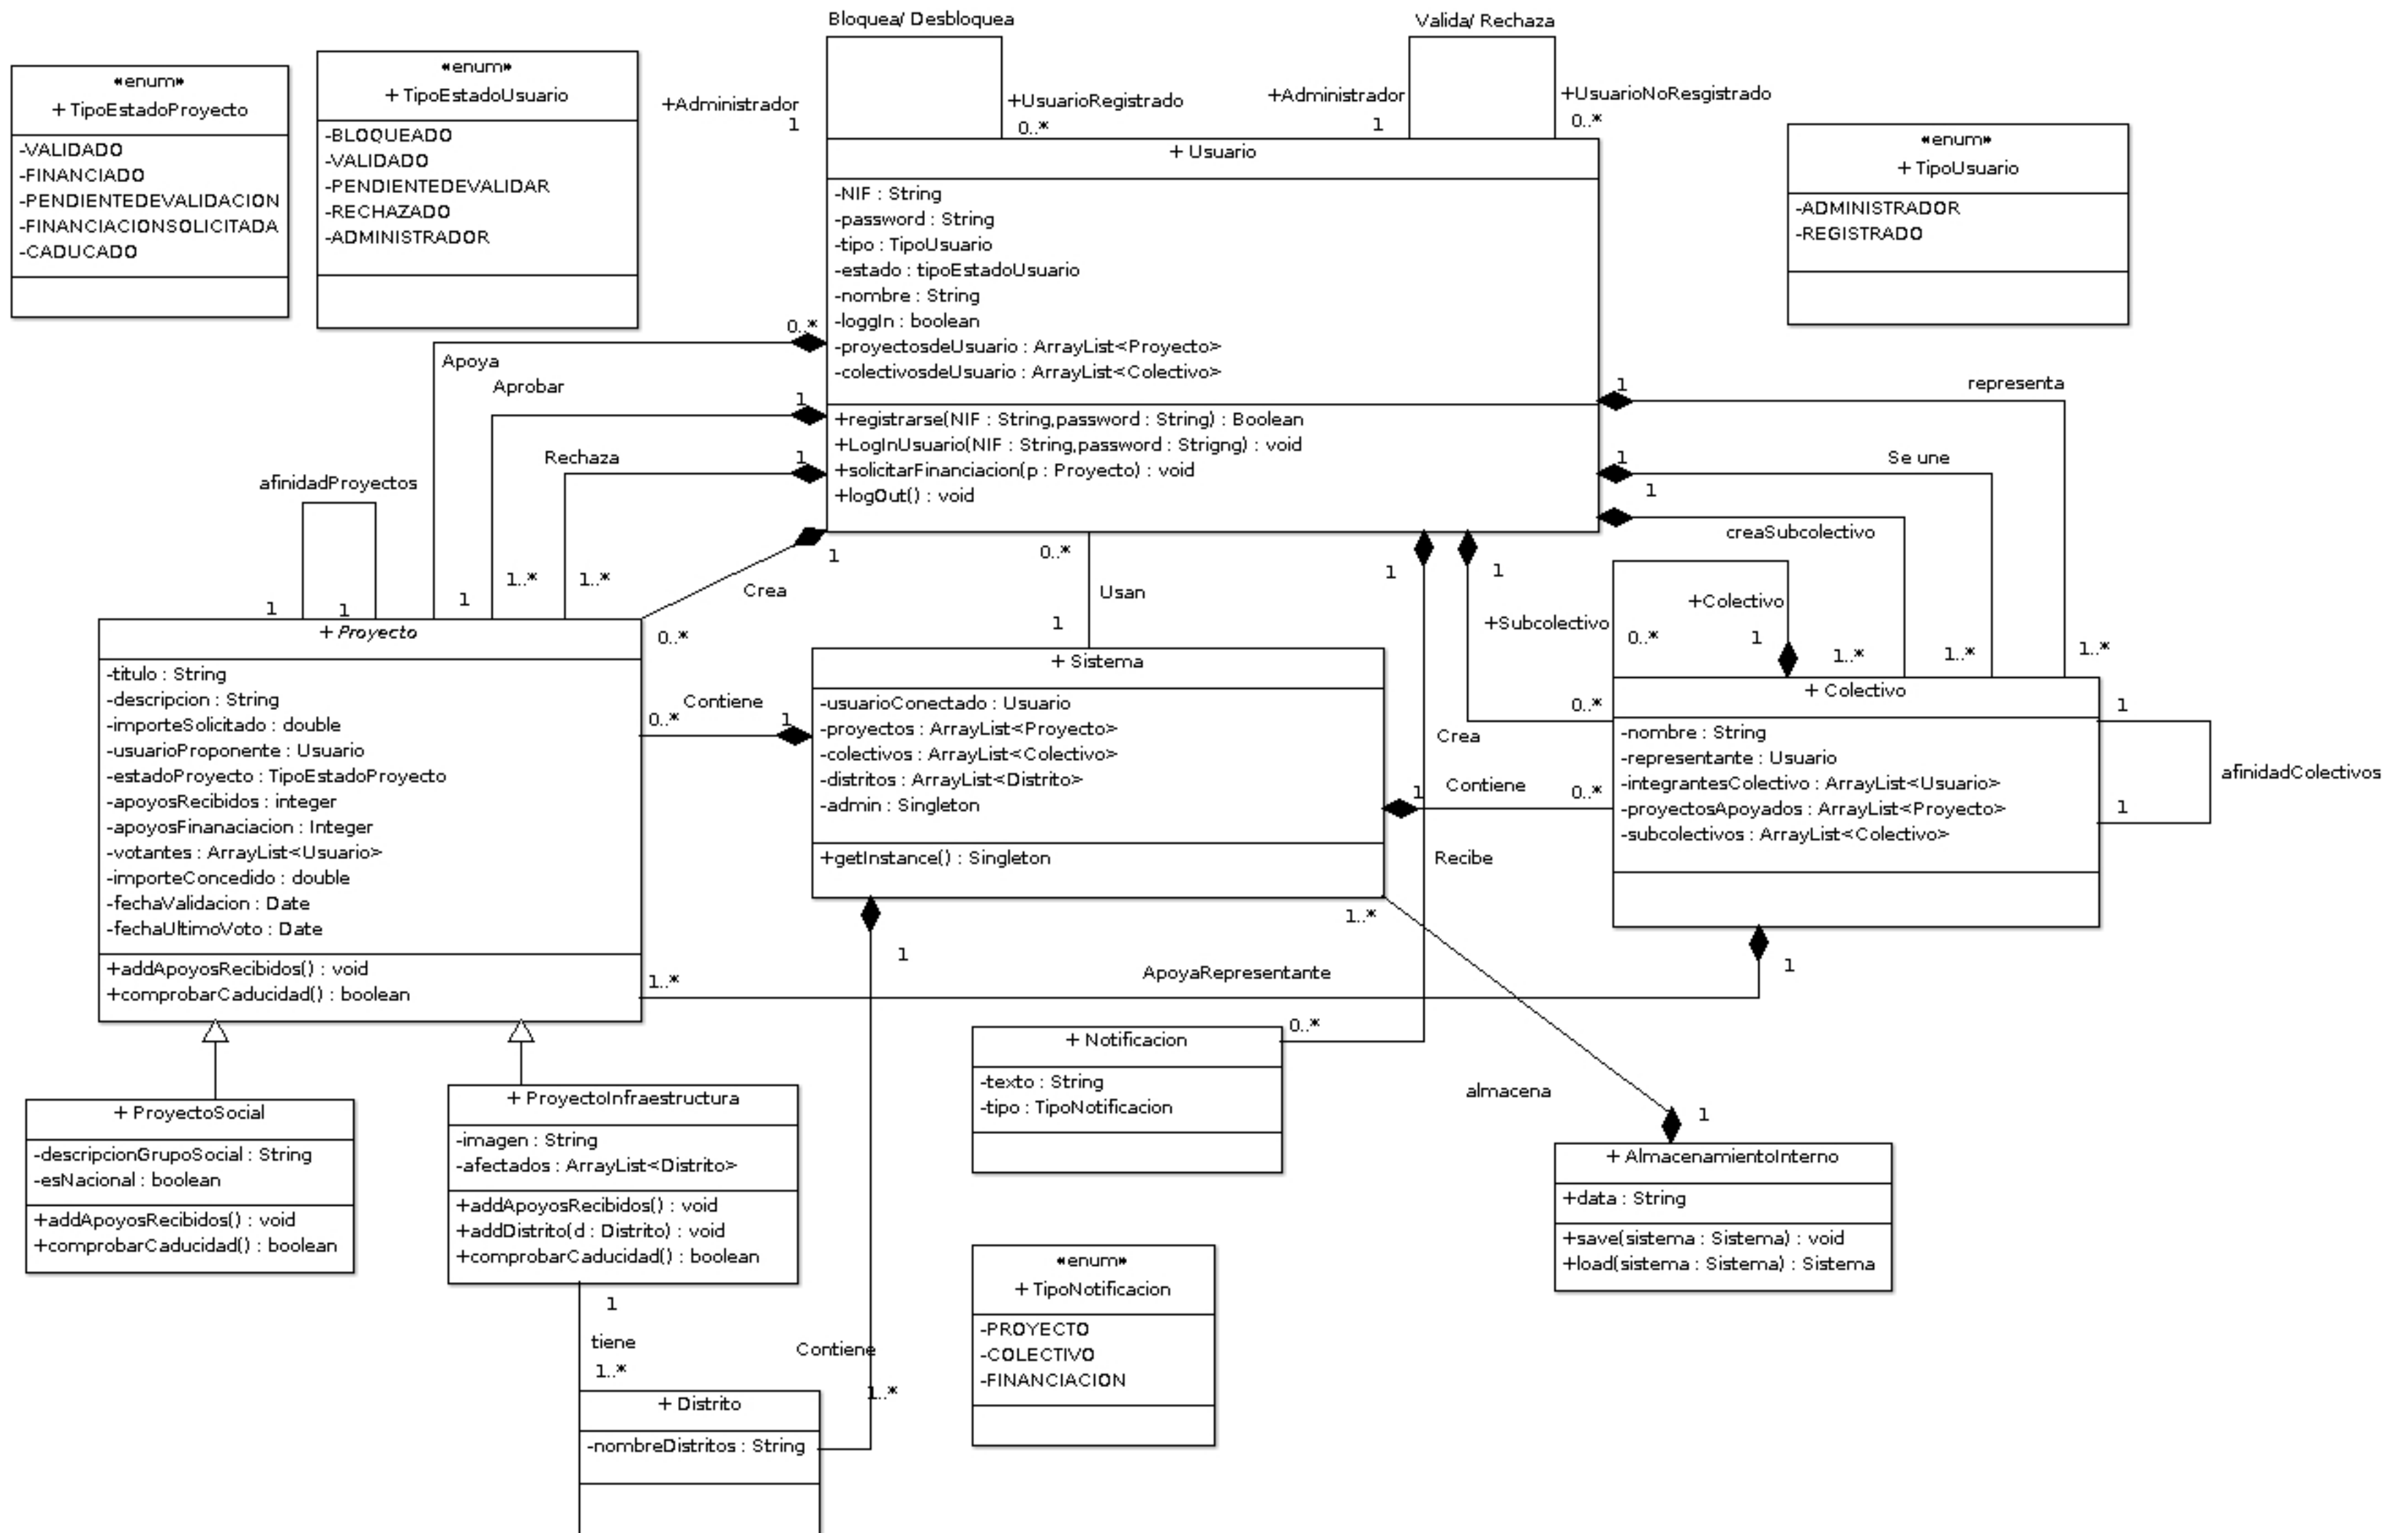 Bloquea/ Desbloquea
Valida/ Rechaza
«enum»
+ TipoEstadoProyecto
-VALIDADO
-FINANCIADO
-PENDIENTEDEVALIDACION
-FINANCIACIONSOLICITADA
-CADUCADO
«enum»
+ TipoEstadoUsuario
-BLOQUEADO
-VALIDADO
-PENDIENTEDEVALIDAR
-RECHAZADO
-ADMINISTRADOR
+Administrador
1
+UsuarioRegistrado
0..*
+Administrador
1
+UsuarioNoResgistrado
0..*
«enum»
+ TipoUsuario
-ADMINISTRADOR
-REGISTRADO
+ Usuario
-NIF : String
-password : String
-tipo : TipoUsuario
-estado : tipoEstadoUsuario
-nombre : String
-loggIn : boolean
-proyectosdeUsuario : ArrayList<Proyecto>
-colectivosdeUsuario : ArrayList<Colectivo>
+registrarse(NIF : String,password : String) : Boolean
+LogInUsuario(NIF : String,password : Strigng) : void
+solicitarFinanciacion(p : Proyecto) : void
+logOut() : void
0..*
Apoya
1
Aprobar
1
1..*
Rechaza
1
1..*
afinidadProyectos
1
1
1
Crea
0..*
0..*
Usan
1
1
representa
1..*
1
Se une
1..*
1
creaSubcolectivo
1..*
1
1
+Subcolectivo
0..*
+Colectivo
1
0..*
Crea
Recibe
0..*
+ Proyecto
-titulo : String
-descripcion : String
-importeSolicitado : double
-usuarioProponente : Usuario
-estadoProyecto : TipoEstadoProyecto
-apoyosRecibidos : integer
-apoyosFinanaciacion : Integer
-votantes : ArrayList<Usuario>
-importeConcedido : double
-fechaValidacion : Date
-fechaUltimoVoto : Date
+addApoyosRecibidos() : void
+comprobarCaducidad() : boolean
0..*
Contiene
1
+ Sistema
-usuarioConectado : Usuario
-proyectos : ArrayList<Proyecto>
-colectivos : ArrayList<Colectivo>
-distritos : ArrayList<Distrito>
-admin : Singleton
+getInstance() : Singleton
1
Contiene
0..*
+ Colectivo
-nombre : String
-representante : Usuario
-integrantesColectivo : ArrayList<Usuario>
-proyectosApoyados : ArrayList<Proyecto>
-subcolectivos : ArrayList<Colectivo>
1
afinidadColectivos
1
1..*
ApoyaRepresentante
1
1..*
almacena
1
+ ProyectoSocial
-descripcionGrupoSocial : String
-esNacional : boolean
+addApoyosRecibidos() : void
+comprobarCaducidad() : boolean
+ ProyectoInfraestructura
-imagen : String
-afectados : ArrayList<Distrito>
+addApoyosRecibidos() : void
+addDistrito(d : Distrito) : void
+comprobarCaducidad() : boolean
+ Notificacion
-texto : String
-tipo : TipoNotificacion
+ AlmacenamientoInterno
+data : String
+save(sistema : Sistema) : void
+load(sistema : Sistema) : Sistema
«enum»
+ TipoNotificacion
-PROYECTO
-COLECTIVO
-FINANCIACION
1
tiene
1..*
1
Contiene
1..*
+ Distrito
-nombreDistritos : String